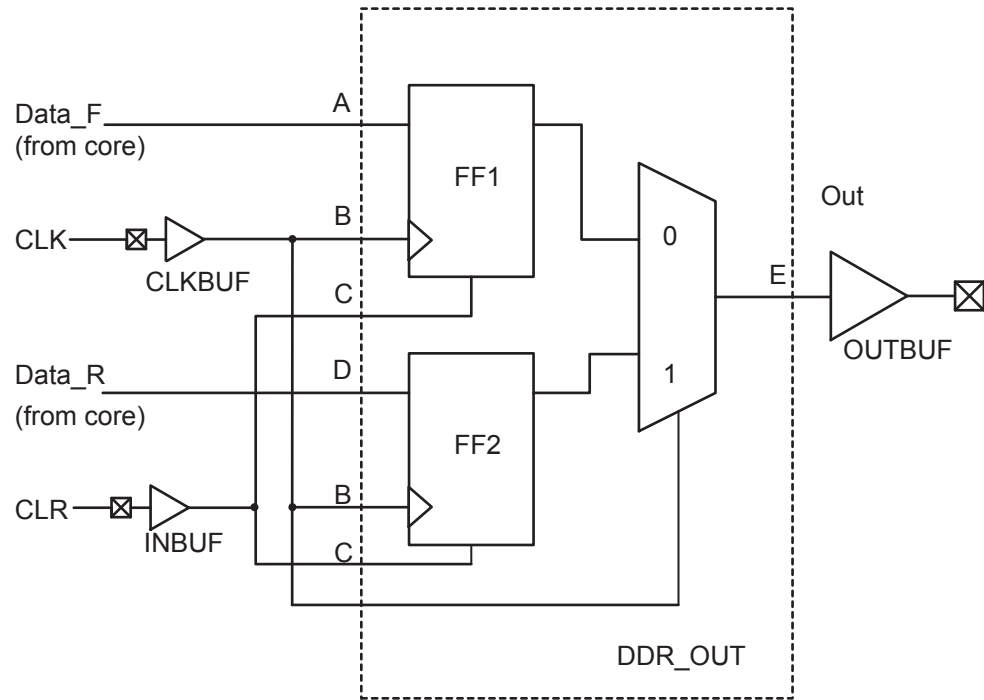 Data_F
(from core)
A
FF1
CLK
CLKBUF
B
C
0
1
Out
E
OUTBUF
Data_R
(from core)
D
FF2
CLR
INBUF
B
C
DDR_OUT